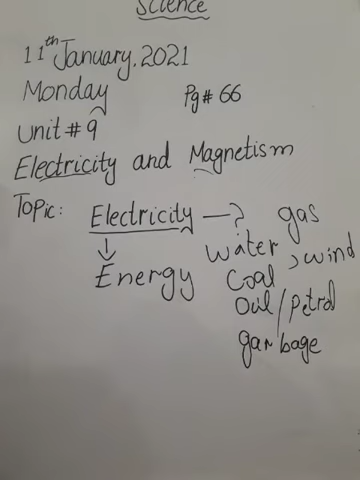 Science
11th January. 2021
Monday Pg# 66
Unit # 9
Electricity and Magnetism
Topic: Electricity —? gas
water , wind
↓
Energy coal
Oil / Petrol
garbage